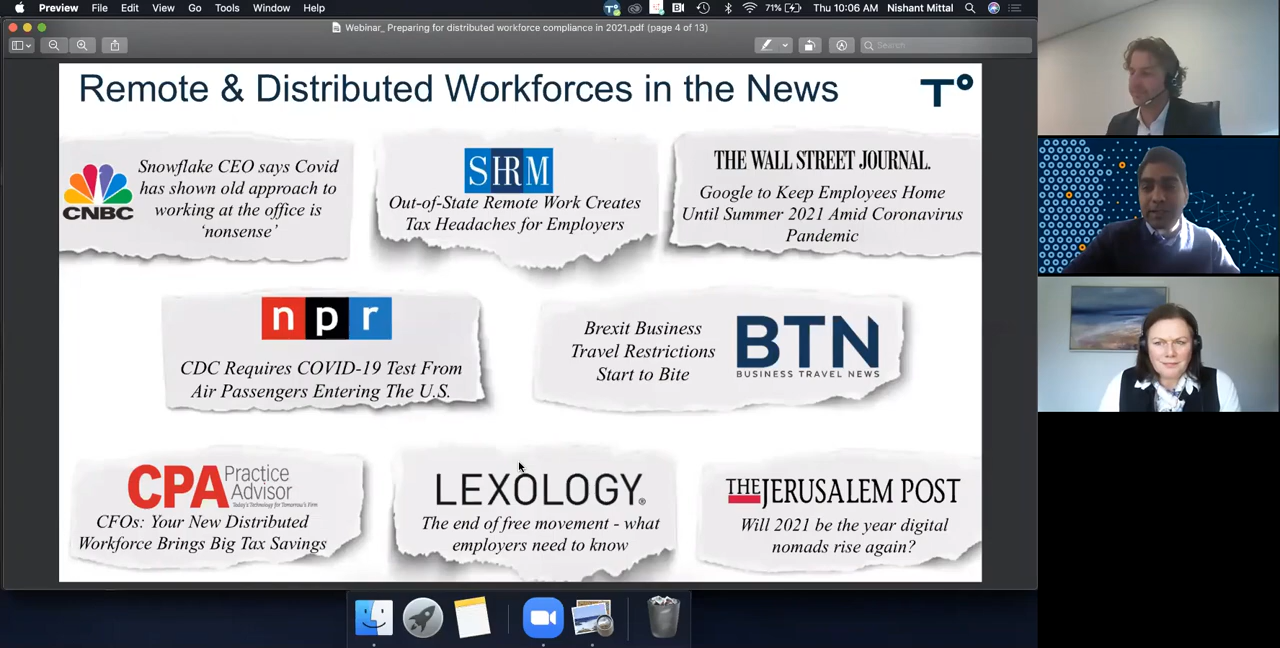 Preview File Edit View Go Tools Window Help
71% Thu 10:06 AM Nishant Mittal
Webinar_ Preparing for distributed workforce compliance in 2021.pdf (page 4 of 13)
Search
Remote & Distributed Workforces in the News
T°
CNBC
Snowflake CEO says Covid
has shown old approach to
working at the office is
‘nonsense’
SHRM
Out-of-State Remote Work Creates
Tax Headaches for Employers
THE WALL STREET JOURNAL.
Google to Keep Employees Home
Until Summer 2021 Amid Coronavirus
Pandemic
npr
CDC Requires COVID-19 Test From
Air Passengers Entering The U.S.
Brexit Business
Travel Restrictions
Start to Bite
BTN
BUSINESS TRAVEL NEWS
CPA Practice
Advisor
Today's Technology for Tomorrow's Firm
CFOs: Your New Distributed
Workforce Brings Big Tax Savings
LEXOLOGY®
The end of free movement - what
employers need to know
THE JERUSALEM POST
Will 2021 be the year digital
nomads rise again?